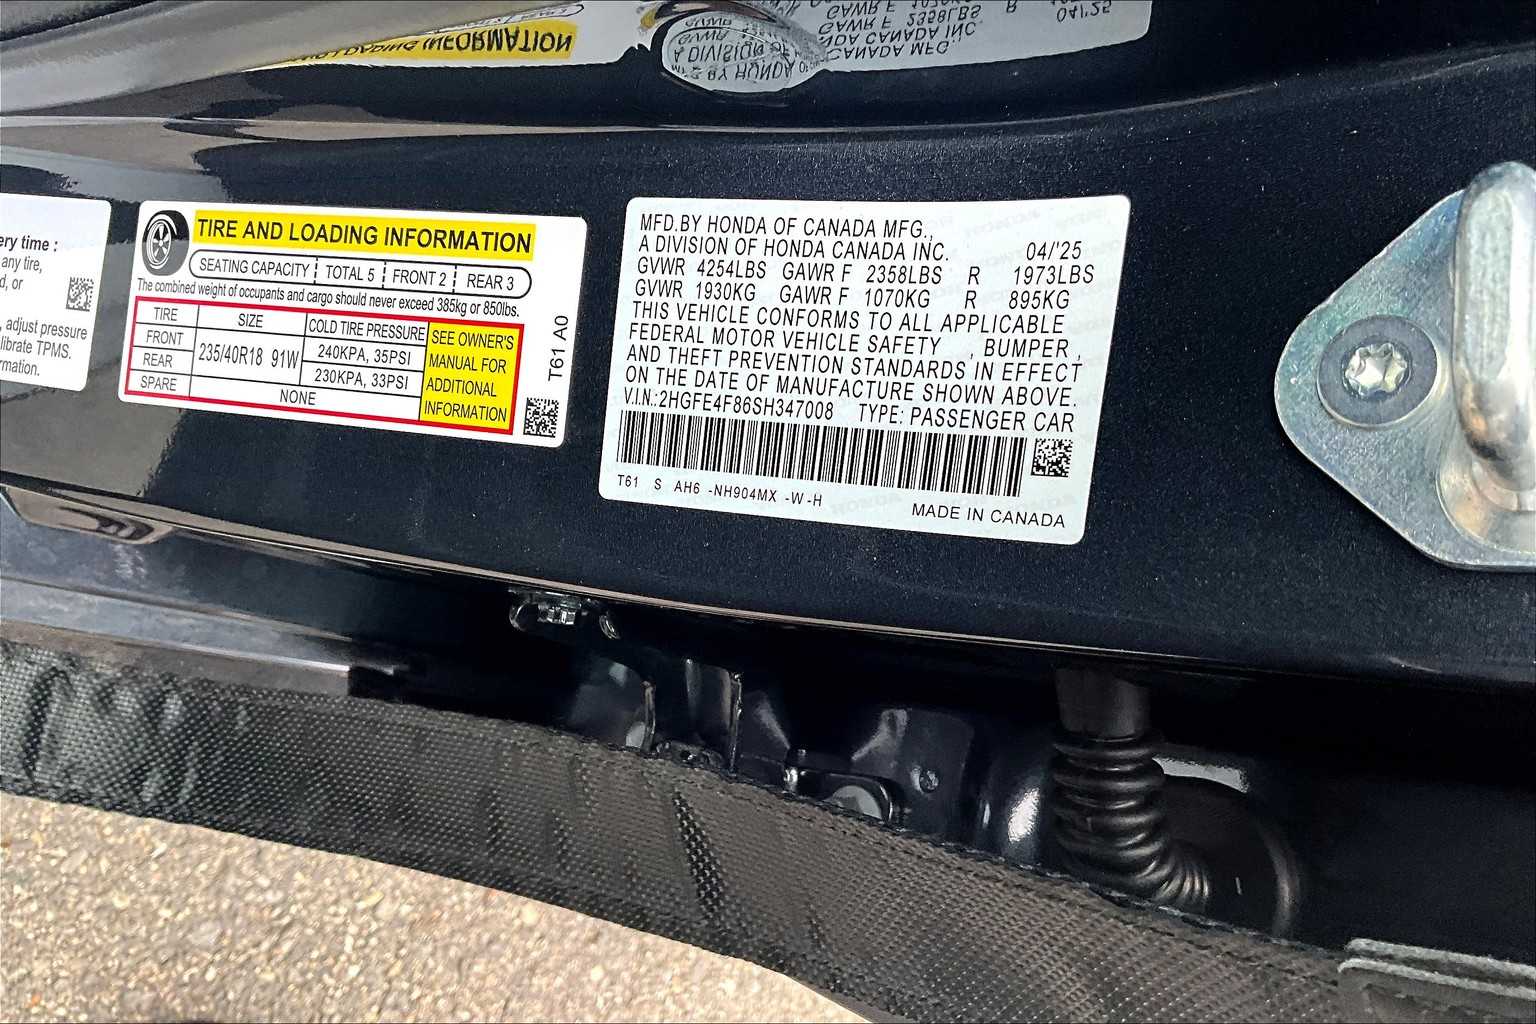 ery time :
any tire,
d, or
, adjust pressure
librate TPMS.
rmation.
TIRE AND LOADING INFORMATION
SEATING CAPACITY TOTAL 5 FRONT 2 REAR 3
The combined weight of occupants and cargo should never exceed 385kg or 850lbs.
TIRE SIZE COLD TIRE PRESSURE
FRONT 235/40R18 91W 240KPA, 35PSI
REAR 230KPA, 33PSI
SPARE NONE
SEE OWNER'S
MANUAL FOR
ADDITIONAL
INFORMATION
T61 A0
MFD.BY HONDA OF CANADA MFG.,
A DIVISION OF HONDA CANADA INC. 04/'25
GVWR 4254LBS GAWR F 2358LBS R 1973LBS
GVWR 1930KG GAWR F 1070KG R 895KG
THIS VEHICLE CONFORMS TO ALL APPLICABLE
FEDERAL MOTOR VEHICLE SAFETY , BUMPER ,
AND THEFT PREVENTION STANDARDS IN EFFECT
ON THE DATE OF MANUFACTURE SHOWN ABOVE.
V.I.N.:2HGFE4F86SH347008 TYPE: PASSENGER CAR
T61 S AH6 -NH904MX -W-H
MADE IN CANADA